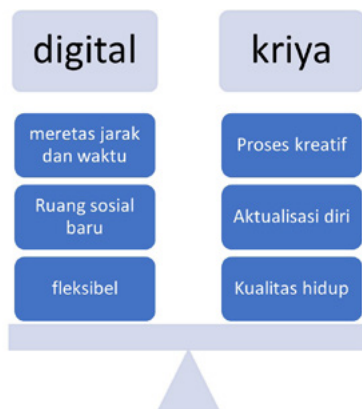 digital
kriya
meretas jarak
dan waktu
Proses kreatif
Ruang sosial
baru
Aktualisasi diri
fleksibel
Kualitas hidup